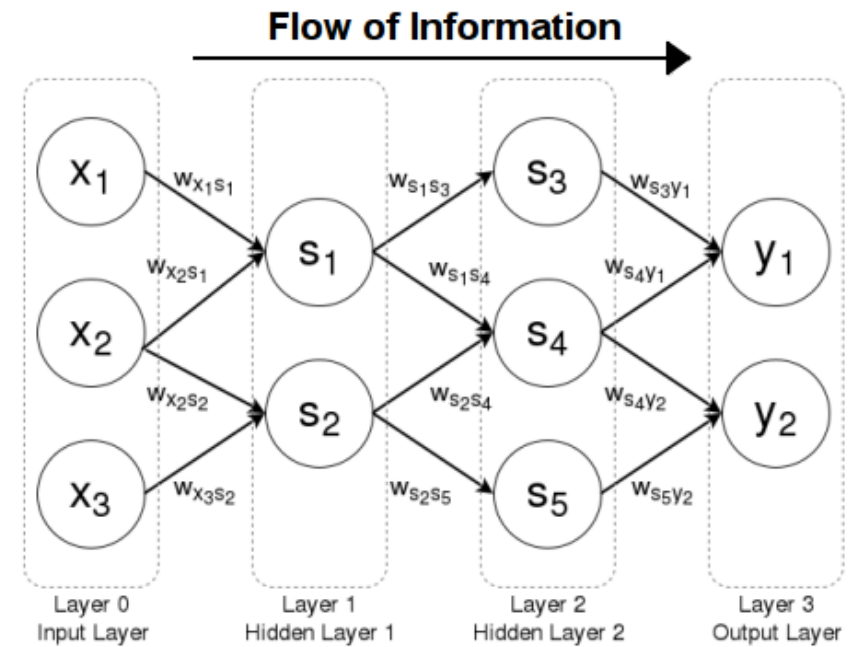 Flow of Information
x1
x2
x3
wx1s1
wx2s1
wx2s2
wx3s2
s1
s2
ws1s3
ws1s4
ws2s4
ws2s5
s3
s4
s5
ws3y1
ws4y1
ws4y2
ws5y2
y1
y2
Layer 0
Input Layer
Layer 1
Hidden Layer 1
Layer 2
Hidden Layer 2
Layer 3
Output Layer